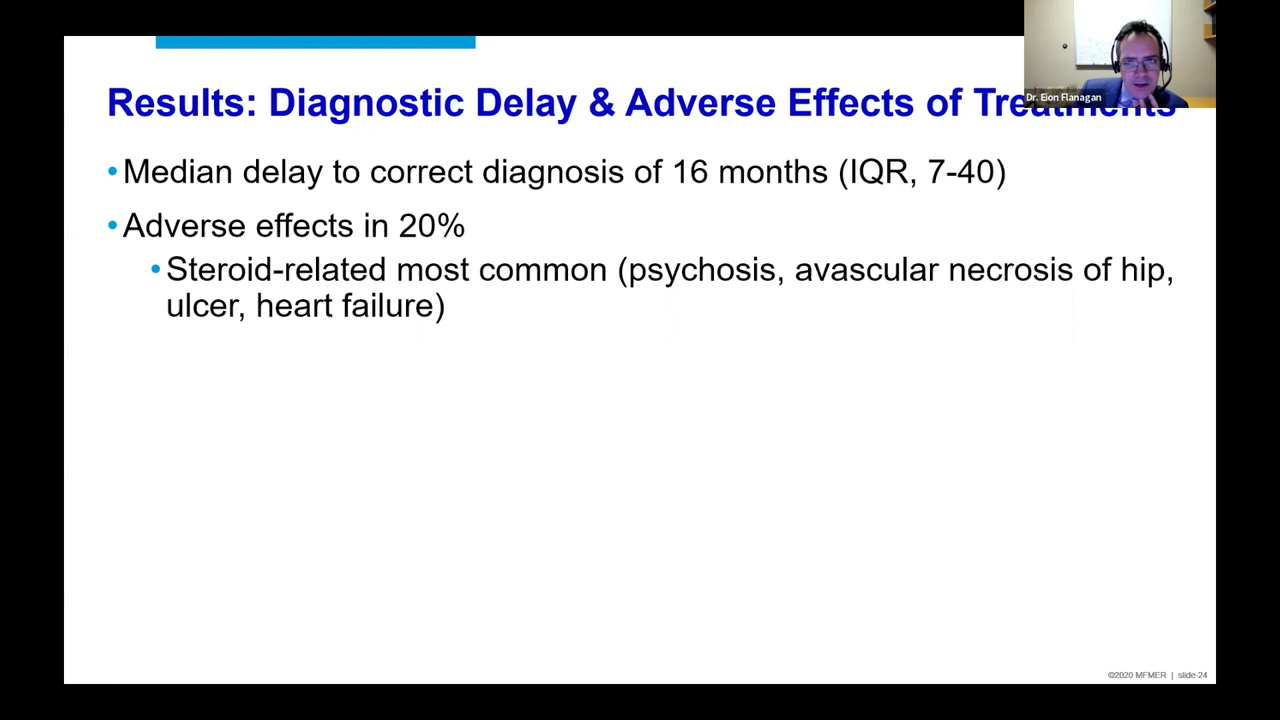 Results: Diagnostic Delay & Adverse Effects of Treatments
Dr. Eion Flanagan
•Median delay to correct diagnosis of 16 months (IQR, 7-40)
•Adverse effects in 20%
•Steroid-related most common (psychosis, avascular necrosis of hip,
ulcer, heart failure)
©2020 MFMER | slide-24